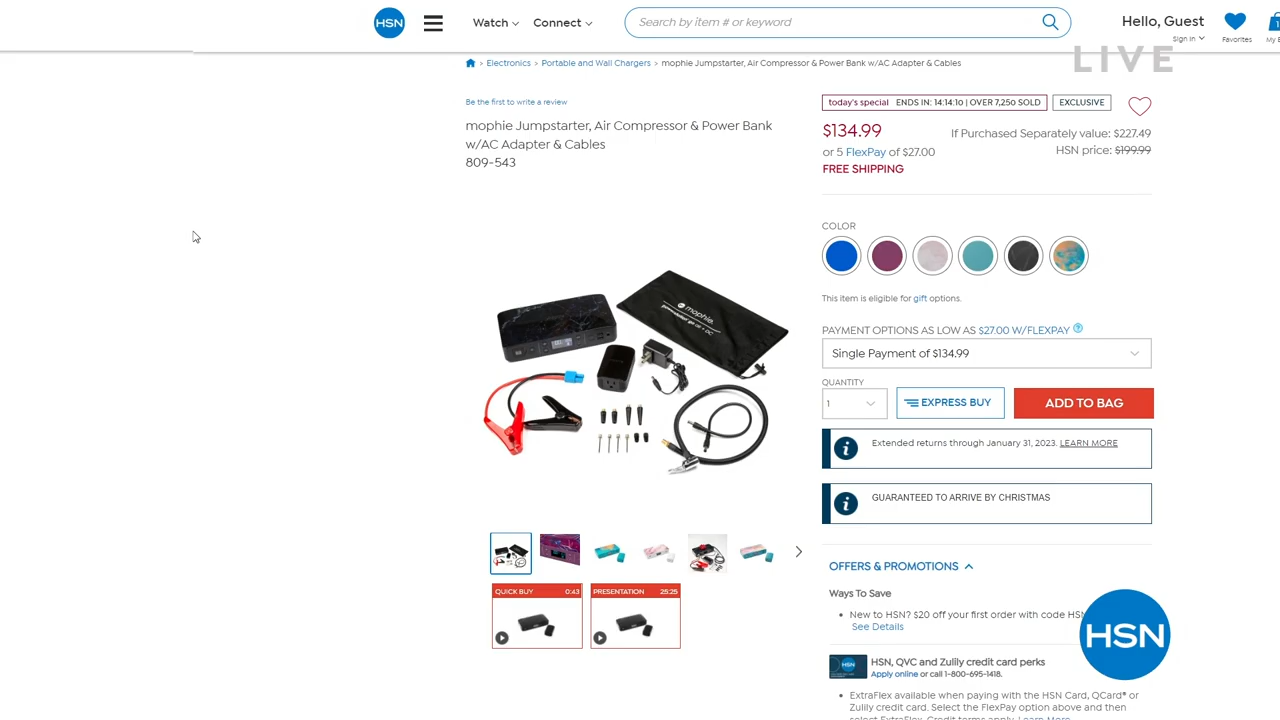 HSN
Watch
Connect
Search by item # or keyword
Hello, Guest
Sign In
Favorites
LIVE
> Electronics > Portable and Wall Chargers > mophie Jumpstarter, Air Compressor & Power Bank w/AC Adapter & Cables
Be the first to write a review
mophie Jumpstarter, Air Compressor & Power Bank
w/AC Adapter & Cables
809-543
today's special ENDS IN: 14:14:10 | OVER 7,250 SOLD
EXCLUSIVE
$134.99
If Purchased Separately value: $227.49
or 5 FlexPay of $27.00
HSN price: $199.99
FREE SHIPPING
COLOR
This item is eligible for gift options.
PAYMENT OPTIONS AS LOW AS $27.00 W/FLEXPAY
Single Payment of $134.99
QUANTITY
1
EXPRESS BUY
ADD TO BAG
Extended returns through January 31, 2023. LEARN MORE
GUARANTEED TO ARRIVE BY CHRISTMAS
mophie
QUICK BUY 0:43
PRESENTATION 25:25
OFFERS & PROMOTIONS
Ways To Save
• New to HSN? $20 off your first order with code HSN
See Details
HSN
HSN, QVC and Zulily credit card perks
Apply online or call 1-800-695-1418.
• ExtraFlex available when paying with the HSN Card, QCard® or
Zulily credit card. Select the FlexPay option above and then
select ExtraFlex. Credit terms apply. Learn More